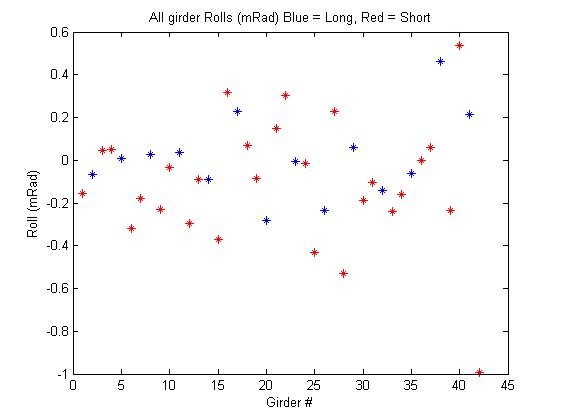 All girder Rolls (mRad) Blue = Long, Red = Short
0.6
0.4
0.2
0
-0.2
-0.4
-0.6
-0.8
-1
Roll (mRad)
0 5 10 15 20 25 30 35 40 45
Girder #